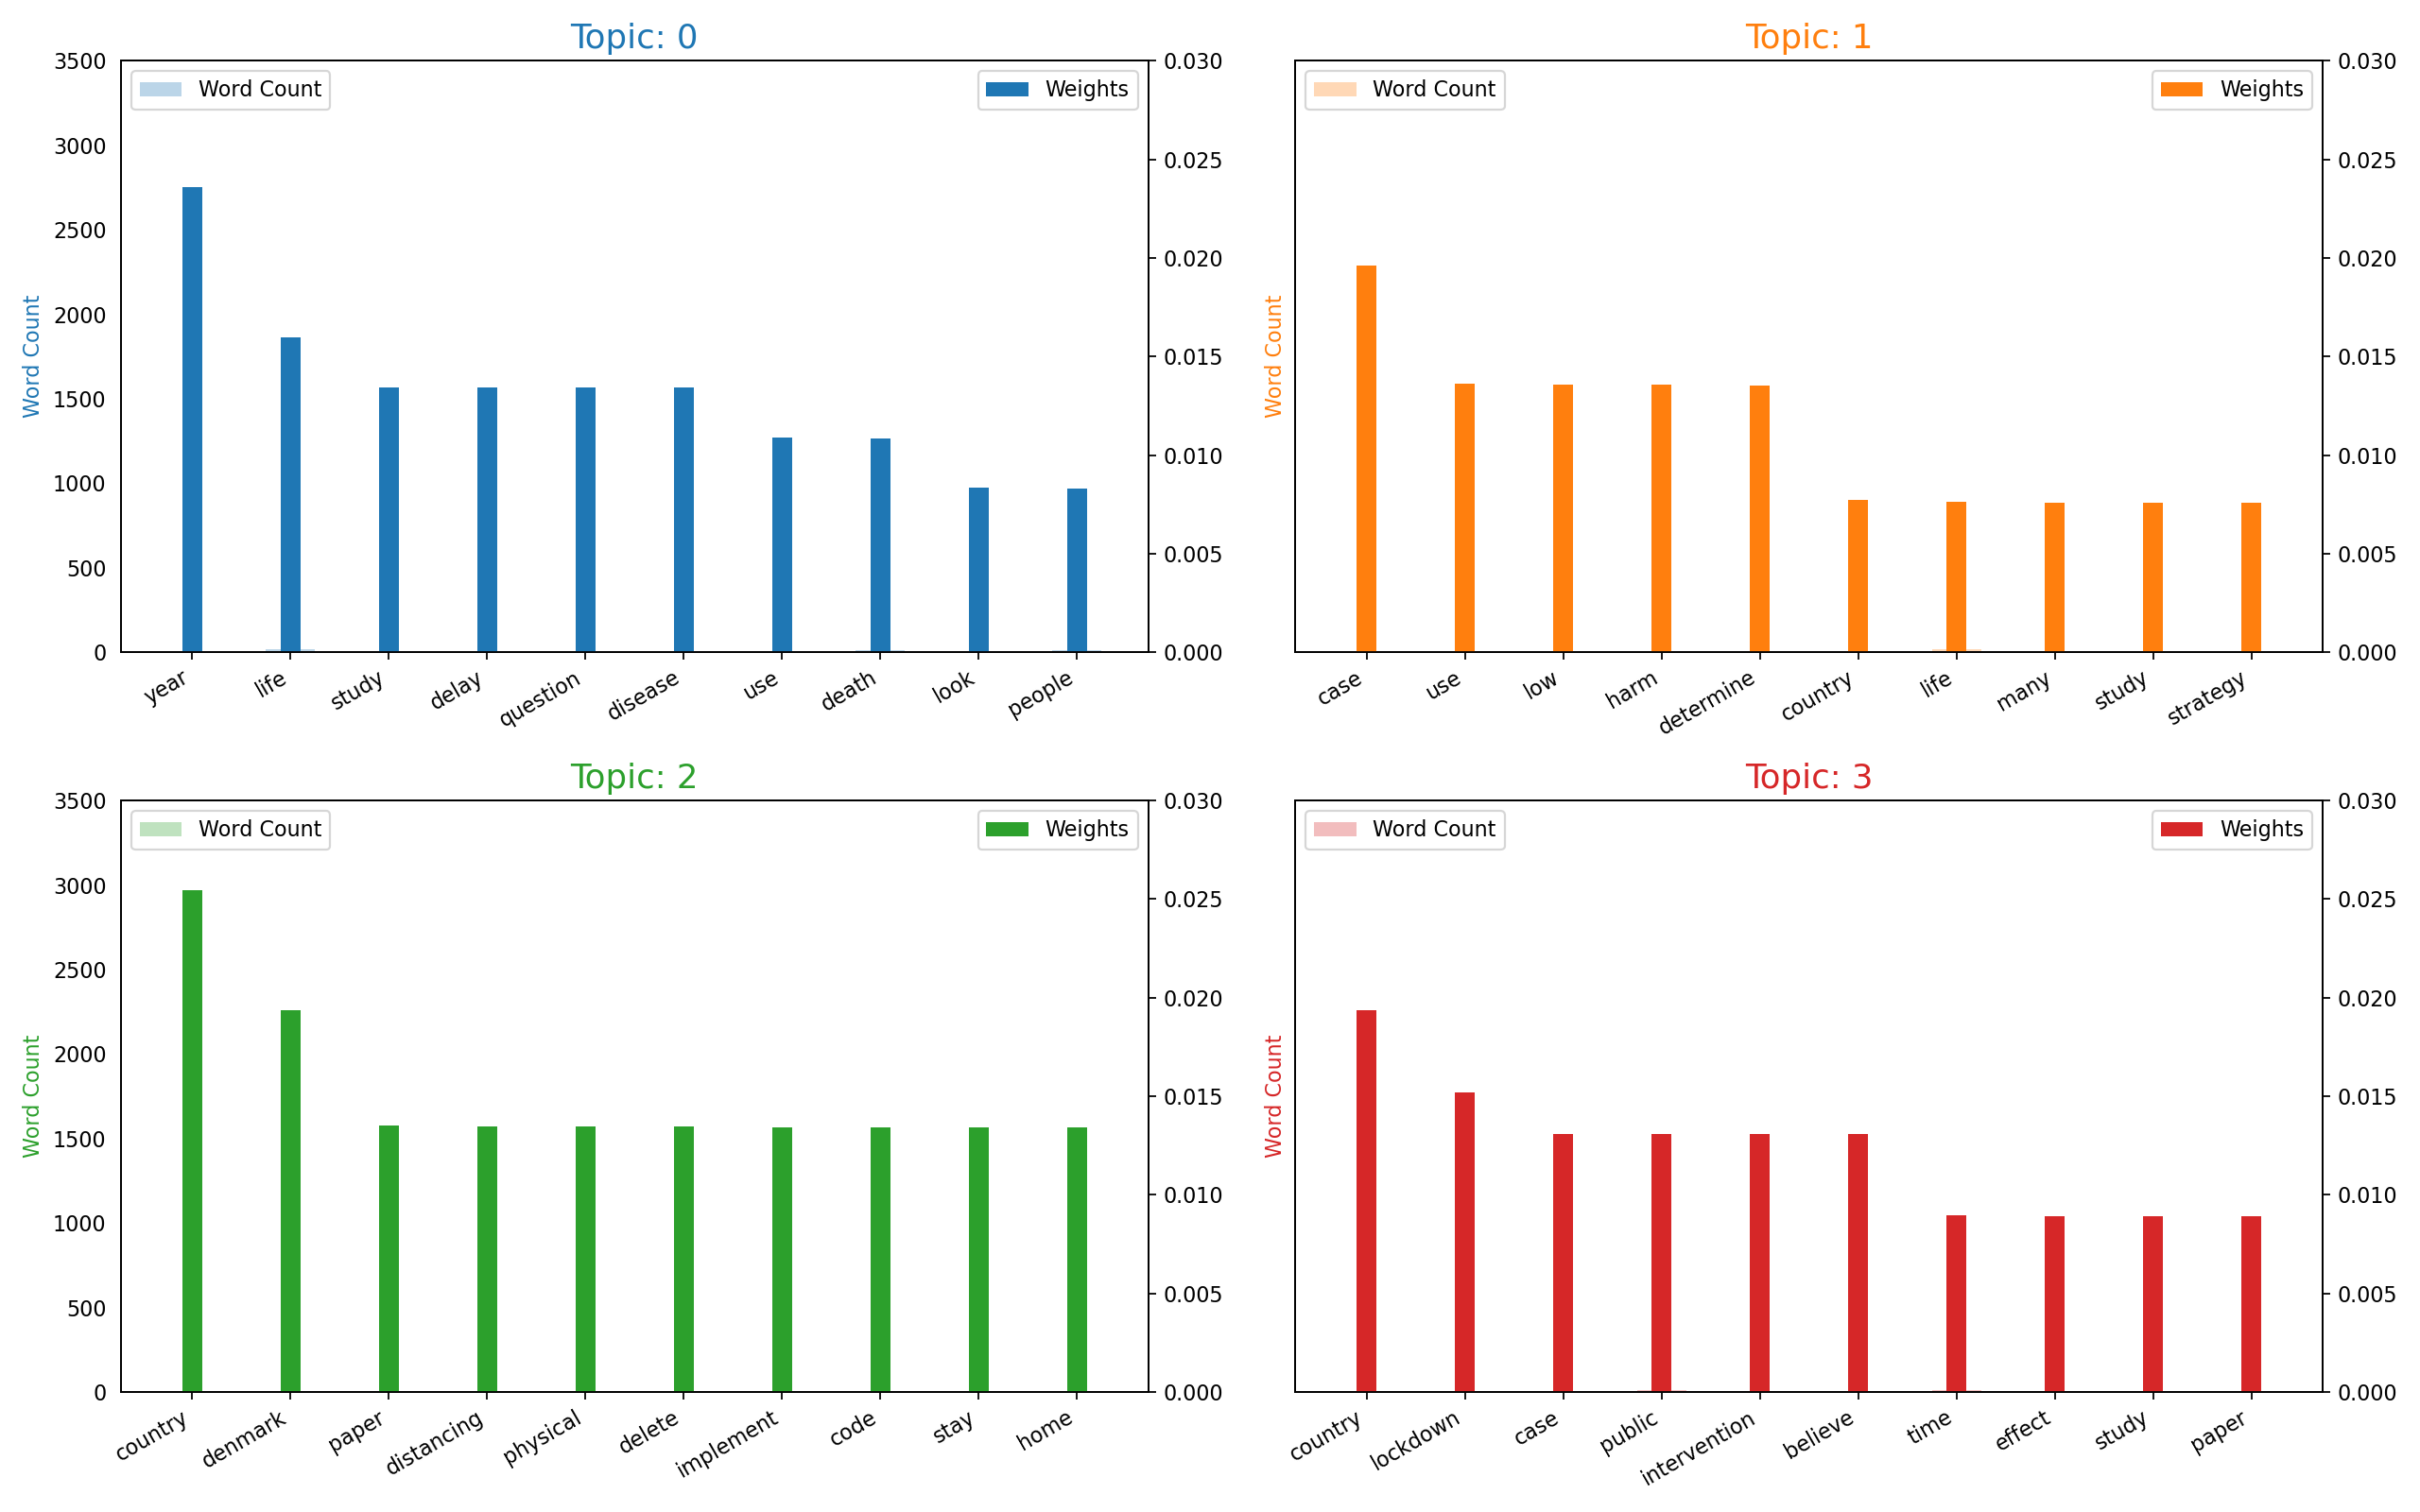 Topic: 0
Word Count
Weights
3500
3000
2500
2000
1500
1000
500
0
Word Count
0.030
0.025
0.020
0.015
0.010
0.005
0.000
year
life
study
delay
question
disease
use
death
look
people
Topic: 1
Word Count
Weights
Word Count
0.030
0.025
0.020
0.015
0.010
0.005
0.000
case
use
low
harm
determine
country
life
many
study
strategy
Topic: 2
Word Count
Weights
3500
3000
2500
2000
1500
1000
500
0
Word Count
0.030
0.025
0.020
0.015
0.010
0.005
0.000
country
denmark
paper
distancing
physical
delete
implement
code
stay
home
Topic: 3
Word Count
Weights
Word Count
0.030
0.025
0.020
0.015
0.010
0.005
0.000
country
lockdown
case
public
intervention
believe
time
effect
study
paper